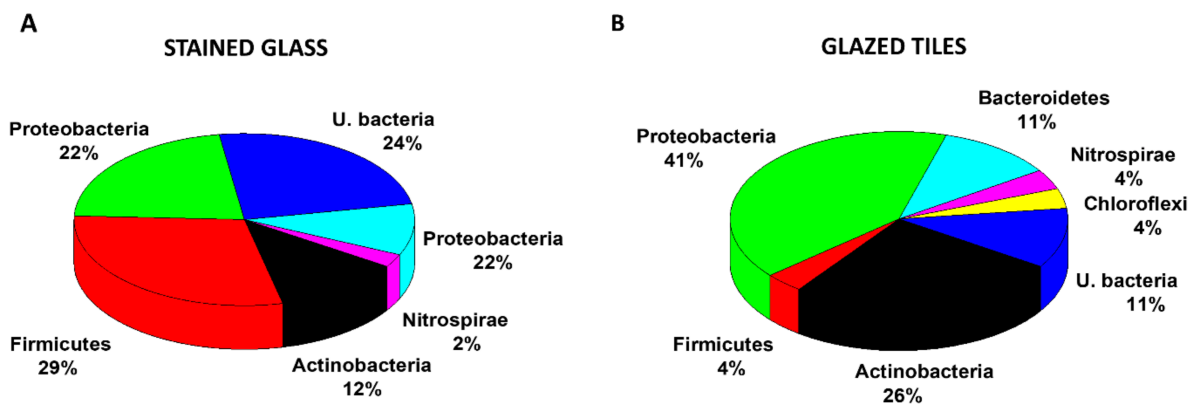 A
STAINED GLASS
Proteobacteria
22%
U. bacteria
24%
Proteobacteria
22%
Nitrospirae
2%
Actinobacteria
12%
Firmicutes
29%
B
GLAZED TILES
Proteobacteria
41%
Bacteroidetes
11%
Nitrospirae
4%
Chloroflexi
4%
U. bacteria
11%
Actinobacteria
26%
Firmicutes
4%